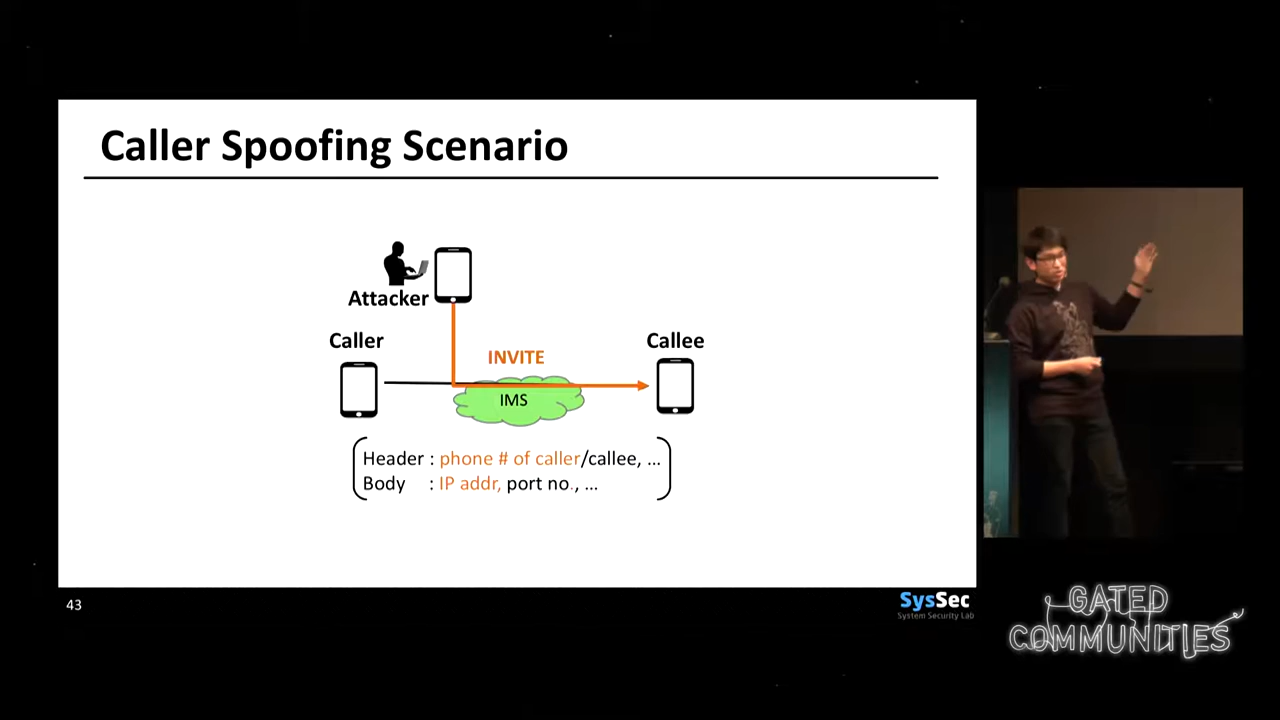 Caller Spoofing Scenario
Attacker
Caller
Callee
INVITE
IMS
Header : phone # of caller/callee, ...
Body : IP addr, port no., ...
43
SysSec
System Security Lab
GATED
COMMUNITIES